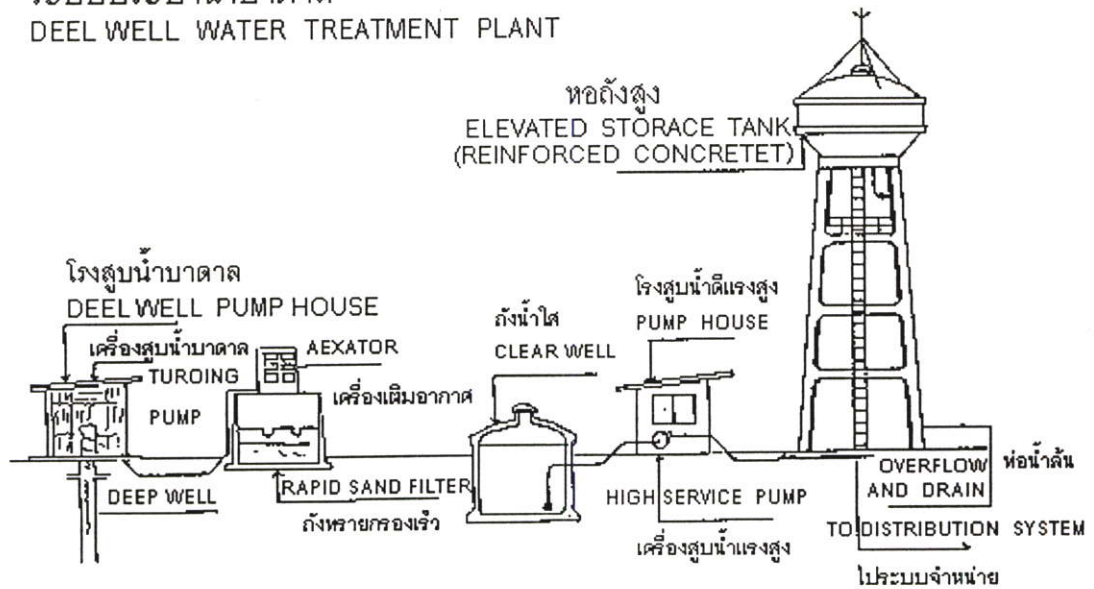 DEEL WELL WATER TREATMENT PLANT
หอถังสูง
ELEVATED STORACE TANK
(REINFORCED CONCRETET)
โรงสูบน้ำบาดาล
DEEL WELL PUMP HOUSE
เครื่องสูบน้ำบาดาล
TUROING
PUMP
DEEP WELL
AEXATOR
เครื่องเติมอากาศ
RAPID SAND FILTER
ถังทรายกรองเร็ว
ถังน้ำใส
CLEAR WELL
โรงสูบน้ำดีแรงสูง
PUMP HOUSE
HIGH SERVICE PUMP
เครื่องสูบน้ำแรงสูง
OVERFLOW
AND DRAIN
ท่อน้ำล้น
TO DISTRIBUTION SYSTEM
ไประบบจำหน่าย